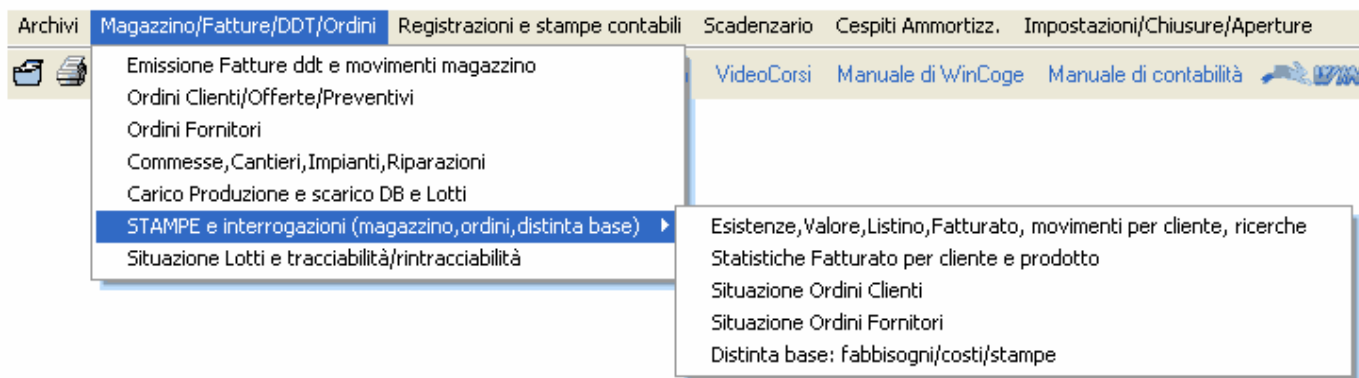 Archivi Magazzino/Fatture/DDT/Ordini Registrazioni e stampe contabili Scadenzario Cespiti Ammortizz. Impostazioni/Chiusure/Aperture
VideoCorsi Manuale di WinCoge Manuale di contabilità
Emissione Fatture ddt e movimenti magazzino
Ordini Clienti/Offerte/Preventivi
Ordini Fornitori
Commesse,Cantieri,Impianti,Riparazioni
Carico Produzione e scarico DB e Lotti
STAMPE e interrogazioni (magazzino,ordini,distinta base)
Situazione Lotti e tracciabilità/rintracciabilità
Esistenze,Valore,Listino,Fatturato, movimenti per cliente, ricerche
Statistiche Fatturato per cliente e prodotto
Situazione Ordini Clienti
Situazione Ordini Fornitori
Distinta base: fabbisogni/costi/stampe